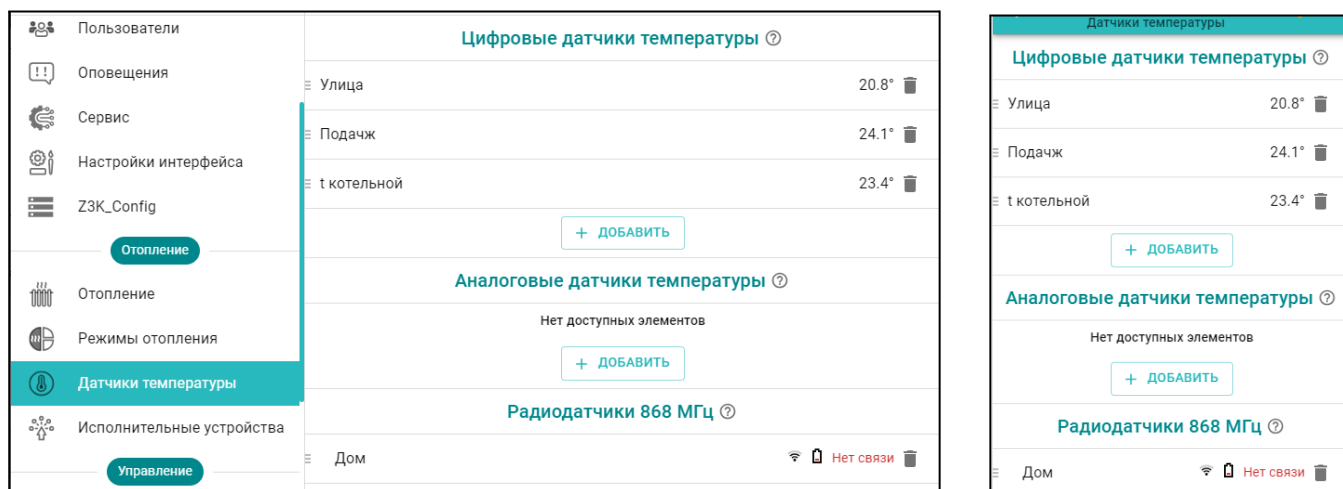 Пользователи
Оповещения
Сервис
Настройки интерфейса
Z3K_Config
Отопление
Отопление
Режимы отопления
Датчики температуры
Исполнительные устройства
Управление
Цифровые датчики температуры
Улица 20.8°
Подачж 24.1°
t котельной 23.4°
+ ДОБАВИТЬ
Аналоговые датчики температуры
Нет доступных элементов
+ ДОБАВИТЬ
Радиодатчики 868 МГц
Дом Нет связи
Датчики температуры
Цифровые датчики температуры
Улица 20.8°
Подачж 24.1°
t котельной 23.4°
+ ДОБАВИТЬ
Аналоговые датчики температуры
Нет доступных элементов
+ ДОБАВИТЬ
Радиодатчики 868 МГц
Дом Нет связи